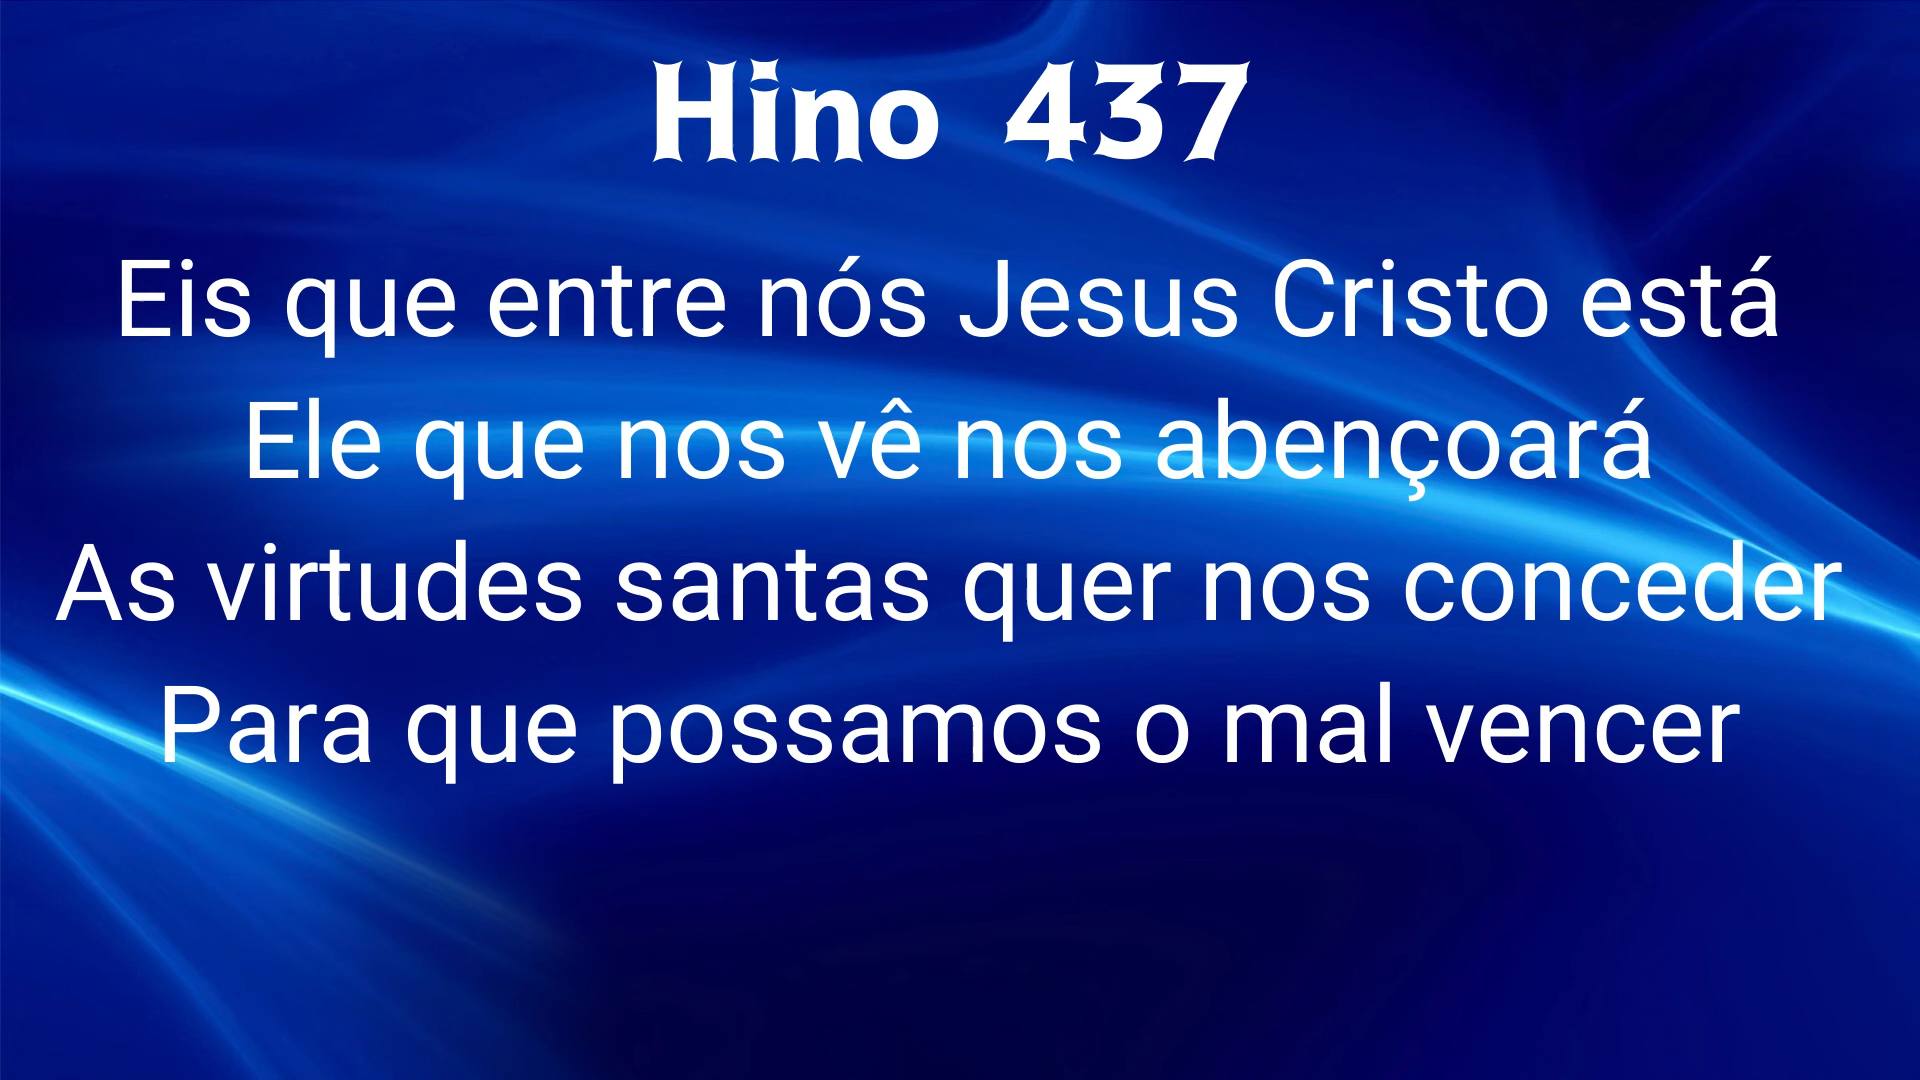 Hino 437
Eis que entre nós Jesus Cristo está
Ele que nos vê nos abençoará
As virtudes santas quer nos conceder
Para que possamos o mal vencer